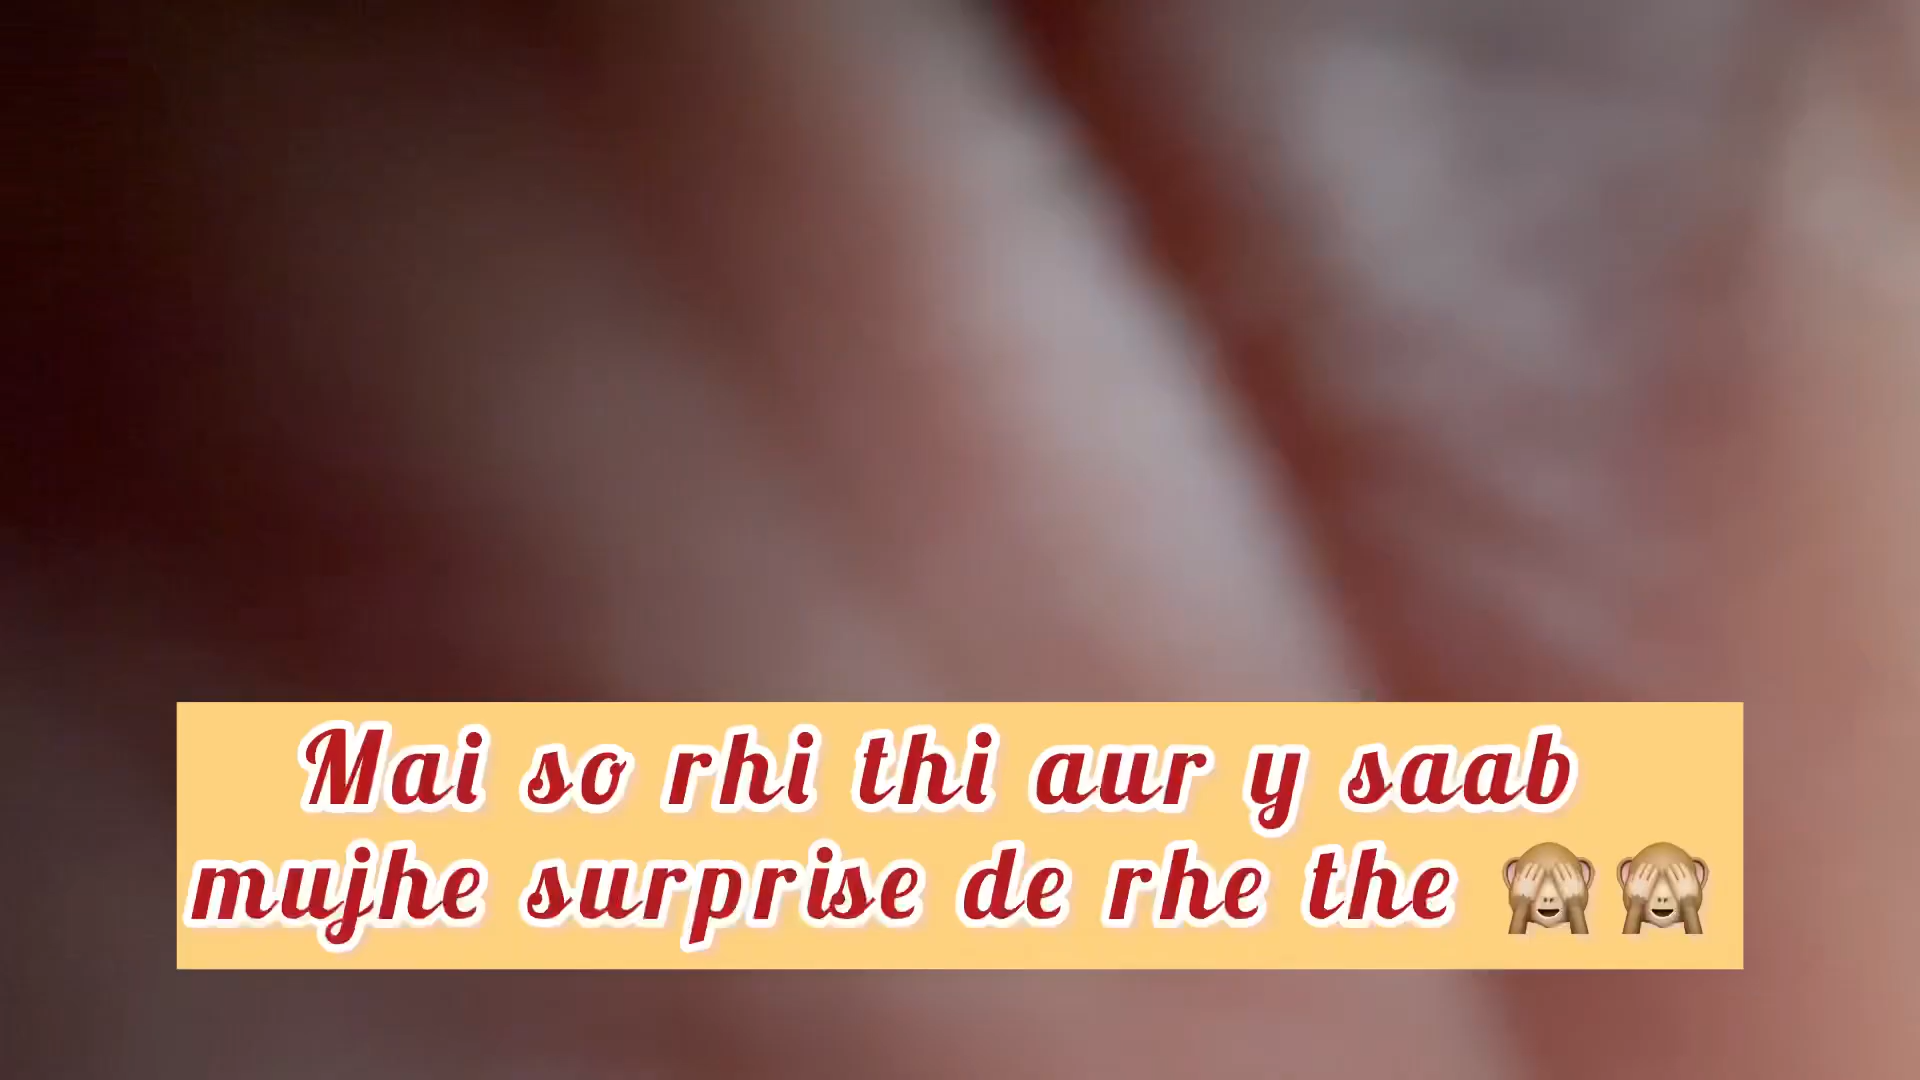 Mai so rhi thi aur y saab
mujhe surprise de rhe the 🙈🙈